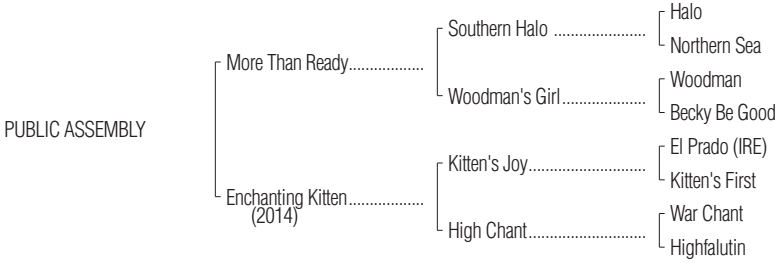 Halo
Southern Halo ......................
Northern Sea
More Than Ready..................
Woodman
Woodman's Girl....................
Becky Be Good
PUBLIC ASSEMBLY
El Prado (IRE)
Kitten's Joy............................
Kitten's First
Enchanting Kitten..................
(2014)
War Chant
High Chant............................
Highfalutin